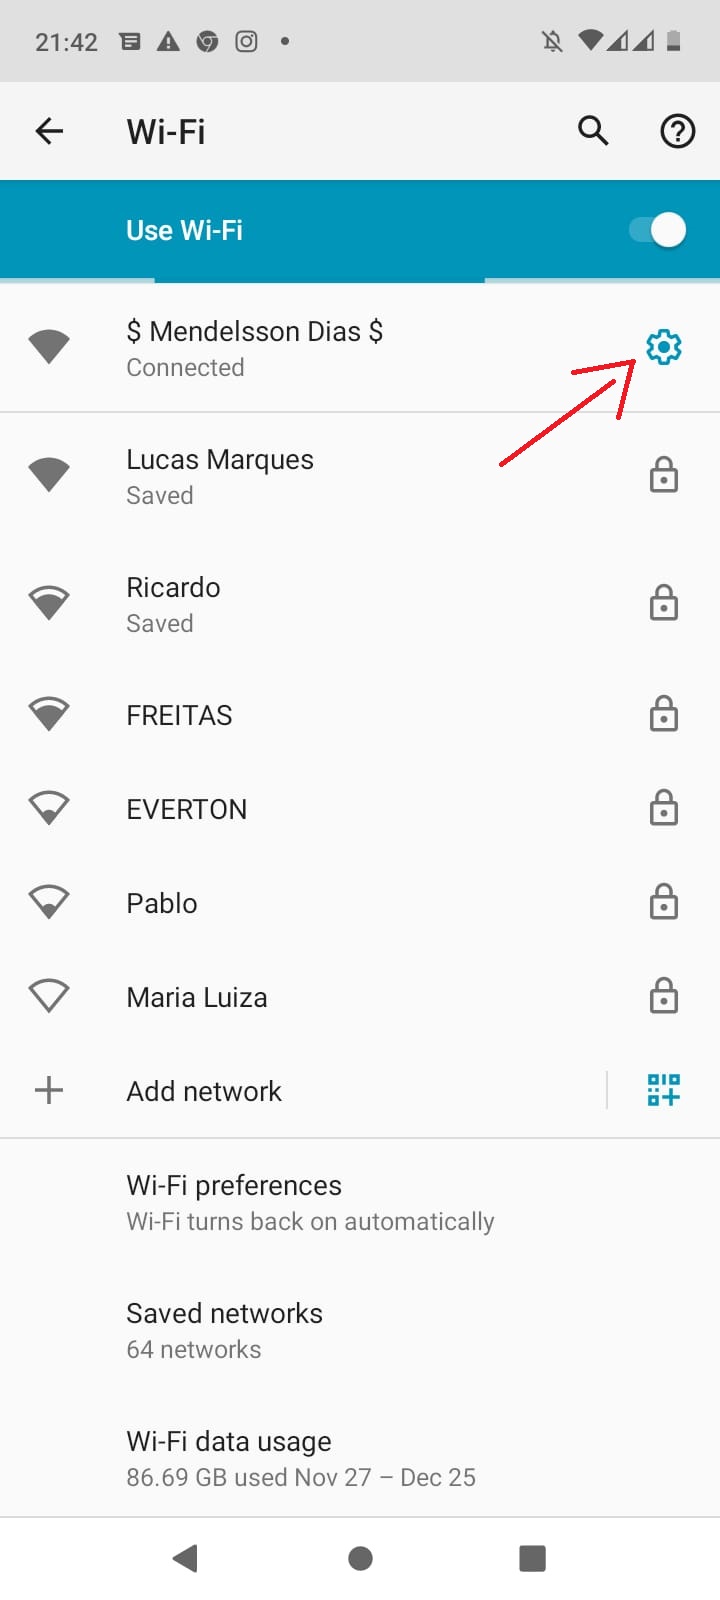 21:42
Wi-Fi
Use Wi-Fi
$ Mendelsson Dias $
Connected
Lucas Marques
Saved
Ricardo
Saved
FREITAS
EVERTON
Pablo
Maria Luiza
Add network
Wi-Fi preferences
Wi-Fi turns back on automatically
Saved networks
64 networks
Wi-Fi data usage
86.69 GB used Nov 27 – Dec 25